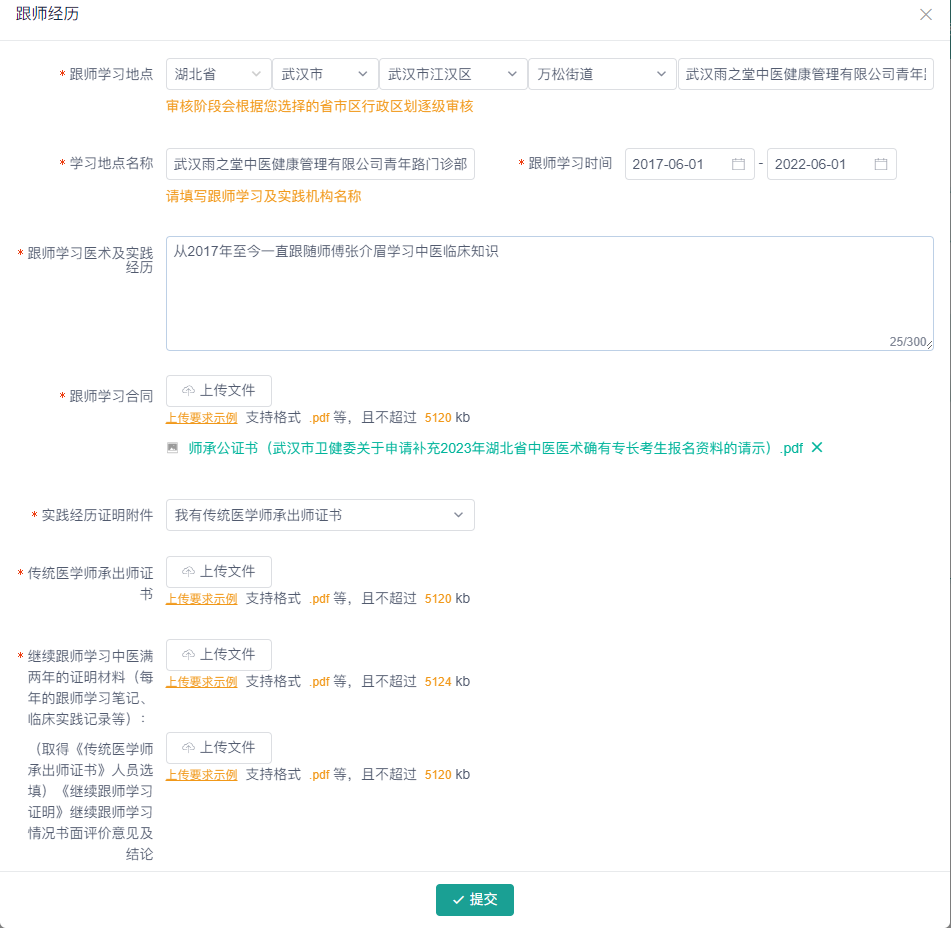 跟师经历
* 跟师学习地点 湖北省 武汉市 武汉市江汉区 万松街道 武汉雨之堂中医健康管理有限公司青年
审核阶段会根据您选择的省市区行政区划逐级审核
* 学习地点名称 武汉雨之堂中医健康管理有限公司青年路门诊部 * 跟师学习时间 2017-06-01 - 2022-06-01
请填写跟师学习及实践机构名称
* 跟师学习医术及实践
经历
从2017年至今一直跟随师傅张介眉学习中医临床知识
25/300
* 跟师学习合同 上传文件
上传要求示例 支持格式 .pdf 等，且不超过 5120 kb
师承公证书（武汉市卫健委关于申请补充2023年湖北省中医医术确有专长考生报名资料的请示）.pdf
* 实践经历证明附件 我有传统医学师承出师证书
* 传统医学师承出师证
书
上传文件
上传要求示例 支持格式 .pdf 等，且不超过 5120 kb
* 继续跟师学习中医满
两年的证明材料（每
年的跟师学习笔记、
临床实践记录等）：
上传文件
上传要求示例 支持格式 .pdf 等，且不超过 5124 kb
（取得《传统医学师
承出师证书》人员选
填）《继续跟师学习
证明》继续跟师学习
情况书面评价意见及
结论
上传文件
上传要求示例 支持格式 .pdf 等，且不超过 5120 kb
提交